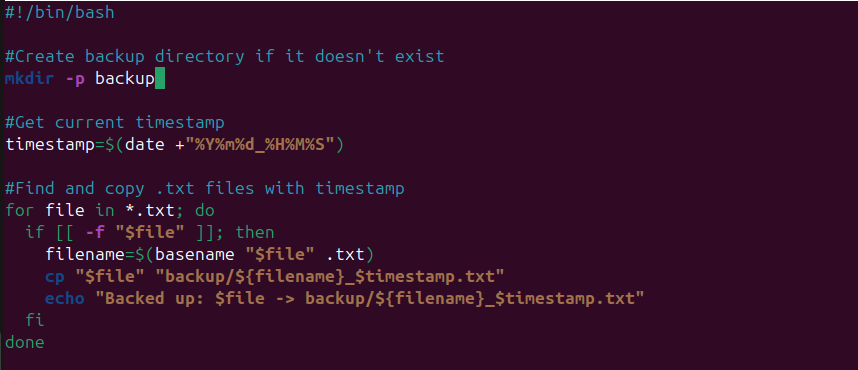 #!/bin/bash

#Create backup directory if it doesn't exist
mkdir -p backup

#Get current timestamp
timestamp=$(date +"%Y%m%d_%H%M%S")

#Find and copy .txt files with timestamp
for file in *.txt; do
  if [[ -f "$file" ]]; then
    filename=$(basename "$file" .txt)
    cp "$file" "backup/${filename}_$timestamp.txt"
    echo "Backed up: $file -> backup/${filename}_$timestamp.txt"
  fi
done